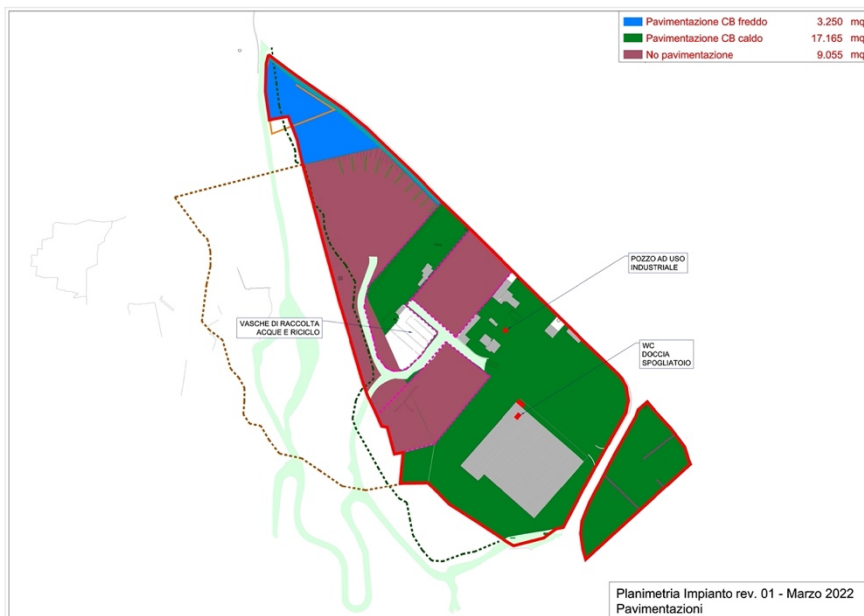 Pavimentazione CB freddo 3.250 mq
Pavimentazione CB caldo 17.165 mq
No pavimentazione 9.055 mq
POZZO AD USO
INDUSTRIALE
VASCHE DI RACCOLTA
ACQUE E RICICLO
WC
DOCCIA
SPOGLIATOIO
Planimetria Impianto rev. 01 - Marzo 2022
Pavimentazioni